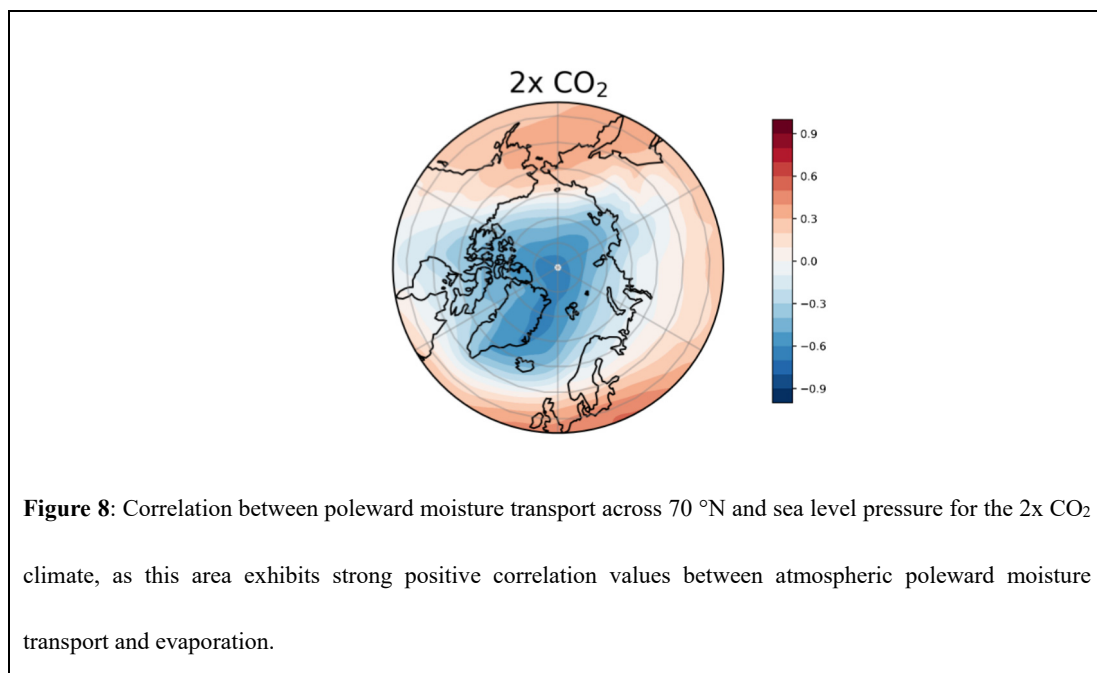 2x CO₂
0.9
0.6
0.3
0.0
−0.3
−0.6
−0.9
Figure 8: Correlation between poleward moisture transport across 70 °N and sea level pressure for the 2x CO₂
climate, as this area exhibits strong positive correlation values between atmospheric poleward moisture
transport and evaporation.